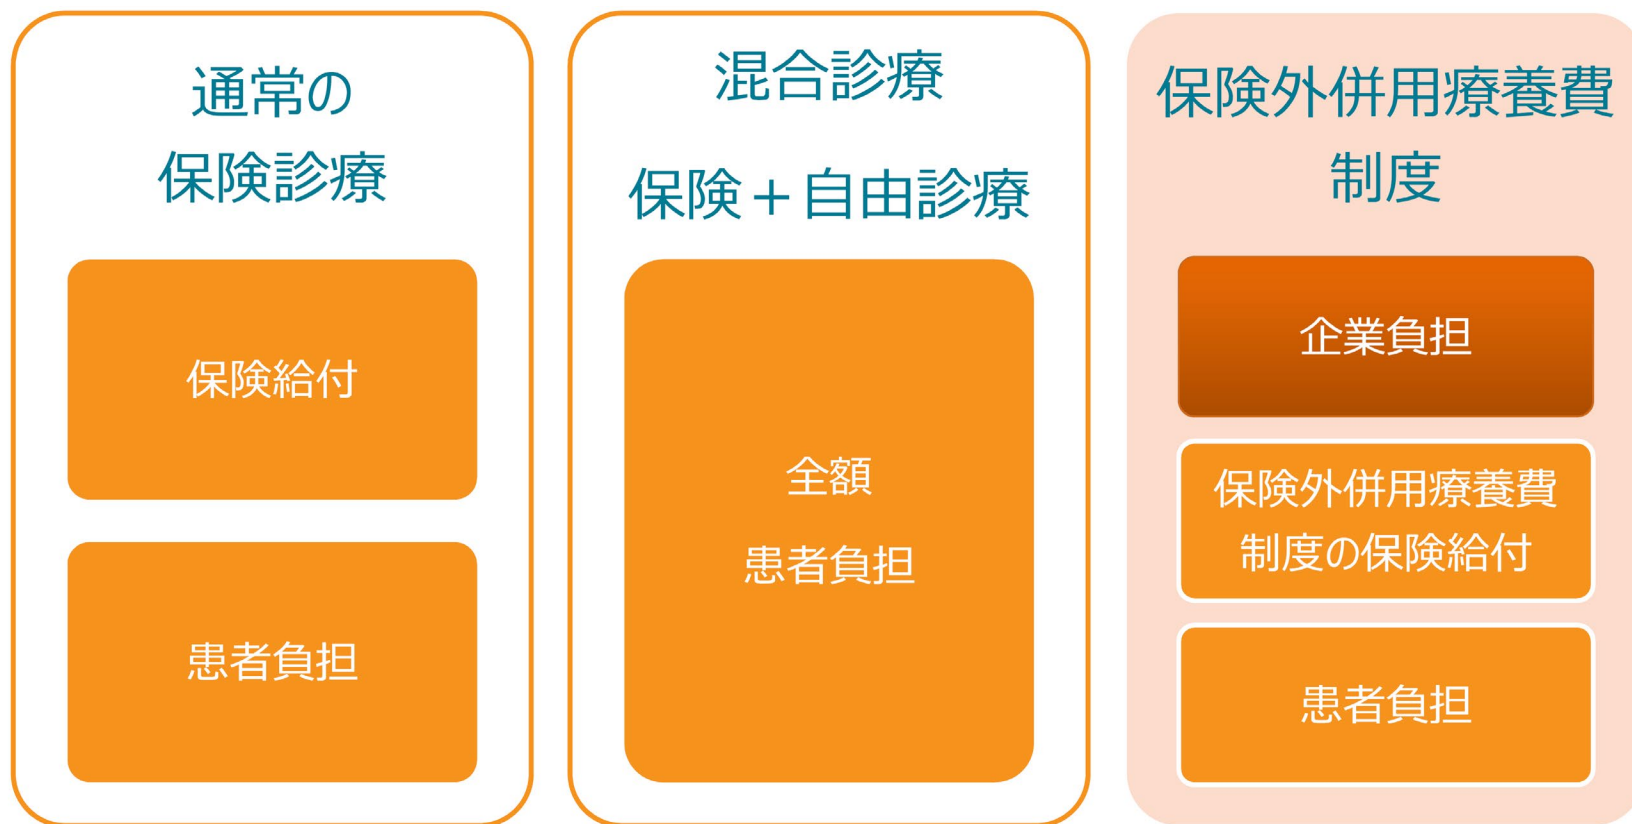 通常の
保険診療
保険給付
患者負担
混合診療
保険＋自由診療
全額
患者負担
保険外併用療養費
制度
企業負担
保険外併用療養費
制度の保険給付
患者負担